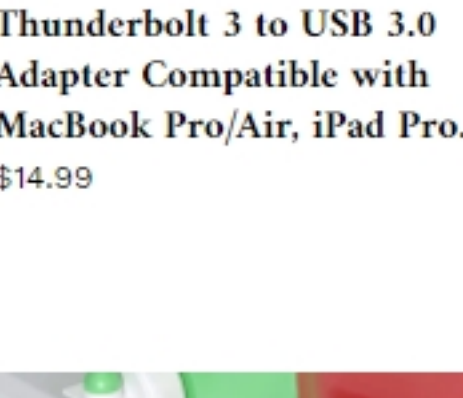 Thunderbolt 3 to USB 3.0
Adapter Compatible with
MacBook Pro/Air, iPad Pro.
$14.99